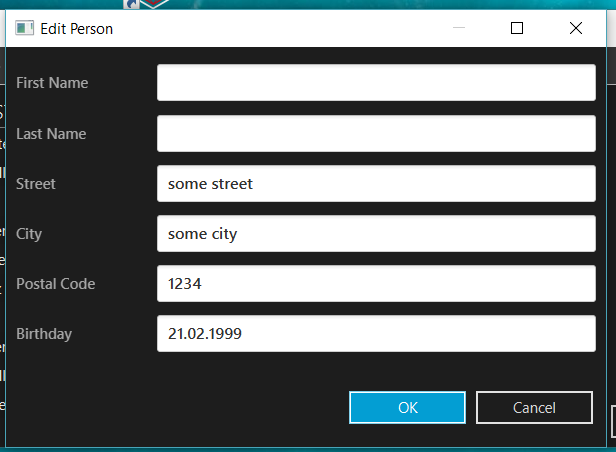 Edit Person
First Name
Last Name
Street some street
City some city
Postal Code 1234
Birthday 21.02.1999
OK Cancel